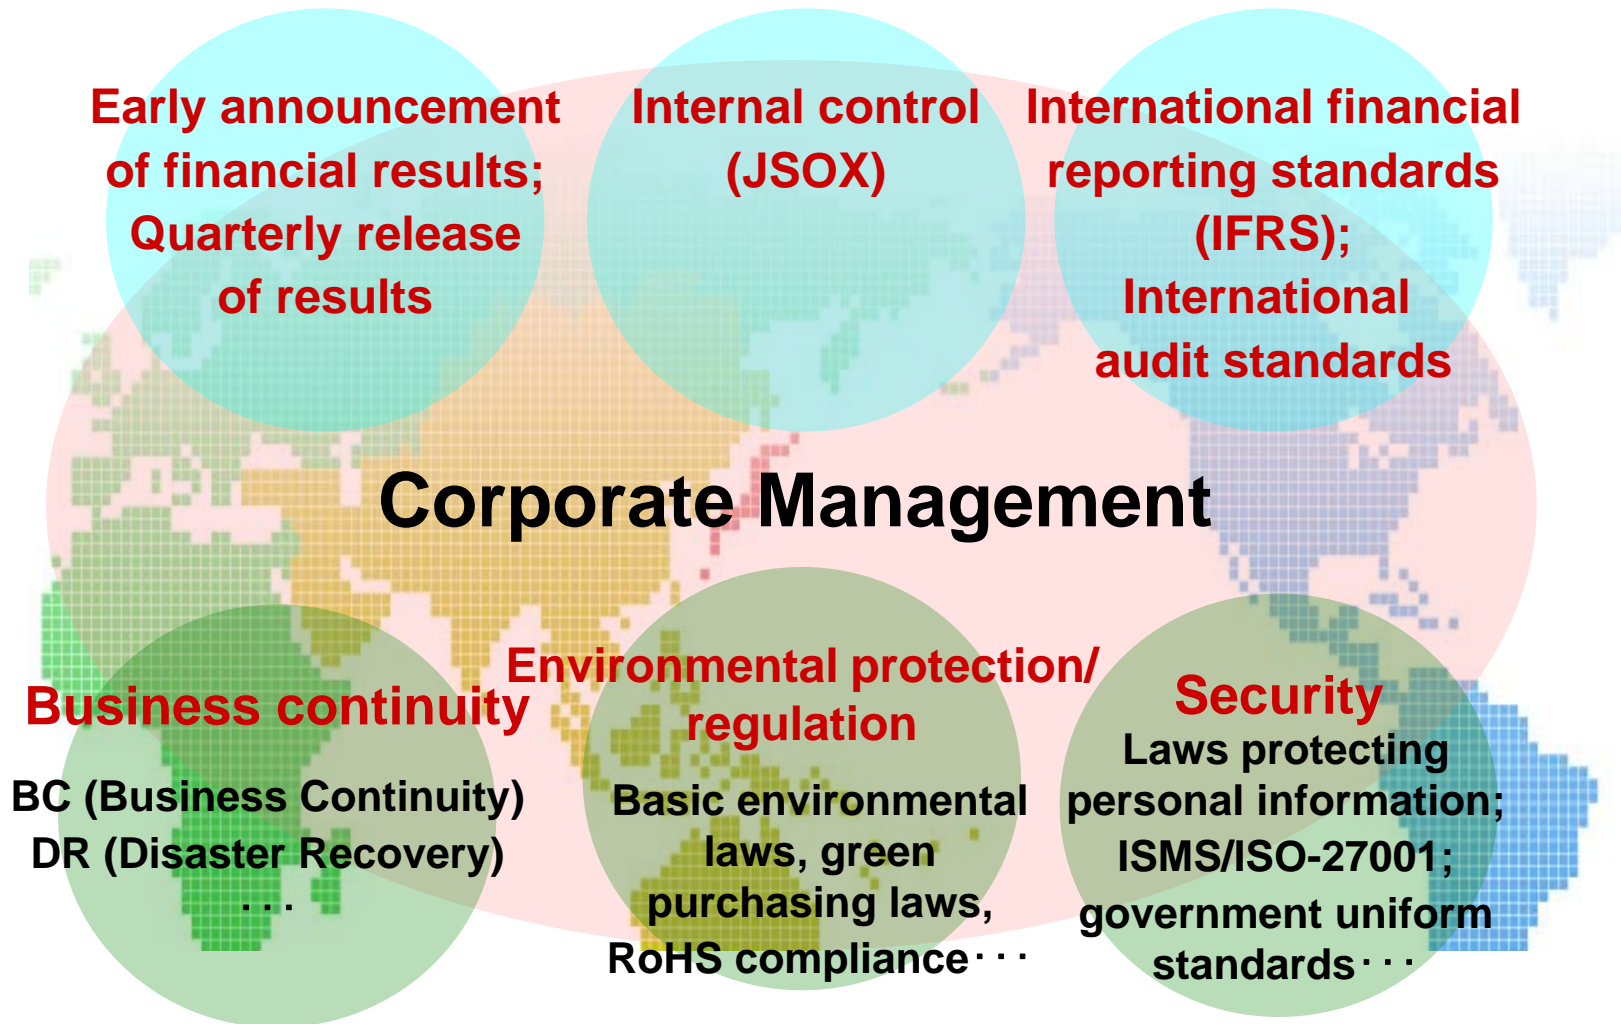 Early announcement
of financial results;
Quarterly release
of results
Internal control
(JSOX)
International financial
reporting standards
(IFRS);
International
audit standards
Corporate Management
Business continuity
BC (Business Continuity)
DR (Disaster Recovery)
···
Environmental protection/
regulation
Basic environmental
laws, green
purchasing laws,
RoHS compliance···
Security
Laws protecting
personal information;
ISMS/ISO-27001;
government uniform
standards···